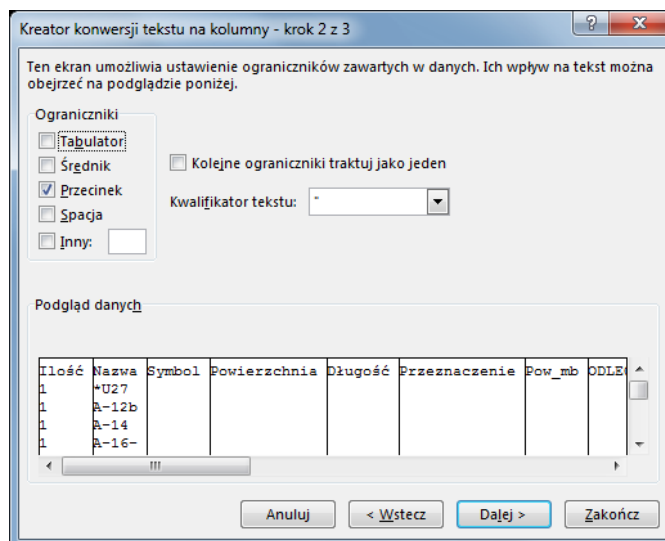 Kreator konwersji tekstu na kolumny - krok 2 z 3
Ten ekran umożliwia ustawienie ograniczników zawartych w danych. Ich wpływ na tekst można
obejrzeć na podglądzie poniżej.
Ograniczniki
Tabulator
Średnik
Przecinek
Spacja
Inny:
Kolejne ograniczniki traktuj jako jeden
Kwalifikator tekstu: "
Podgląd danych
Ilość Nazwa Symbol Powierzchnia Długość Przeznaczenie Pow_mb ODLE
1 *U27
1 A-12b
1 A-14
1 A-16-
Anuluj < Wstecz Dalej > Zakończ